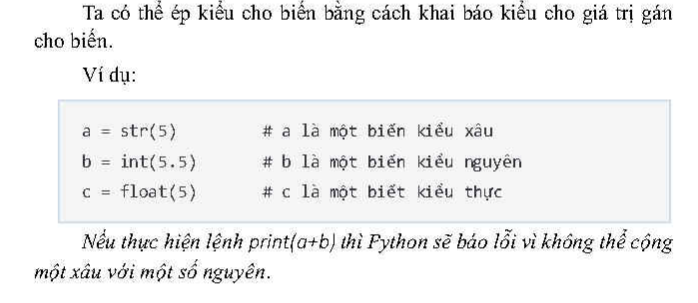 Ta có thể ép kiểu cho biến bằng cách khai báo kiểu cho giá trị gán
cho biến.
Ví dụ:
a = str(5) # a là một biến kiểu xâu
b = int(5.5) # b là một biến kiểu nguyên
c = float(5) # c là một biết kiểu thực
Nếu thực hiện lệnh print(a+b) thì Python sẽ báo lỗi vì không thể cộng
một xâu với một số nguyên.